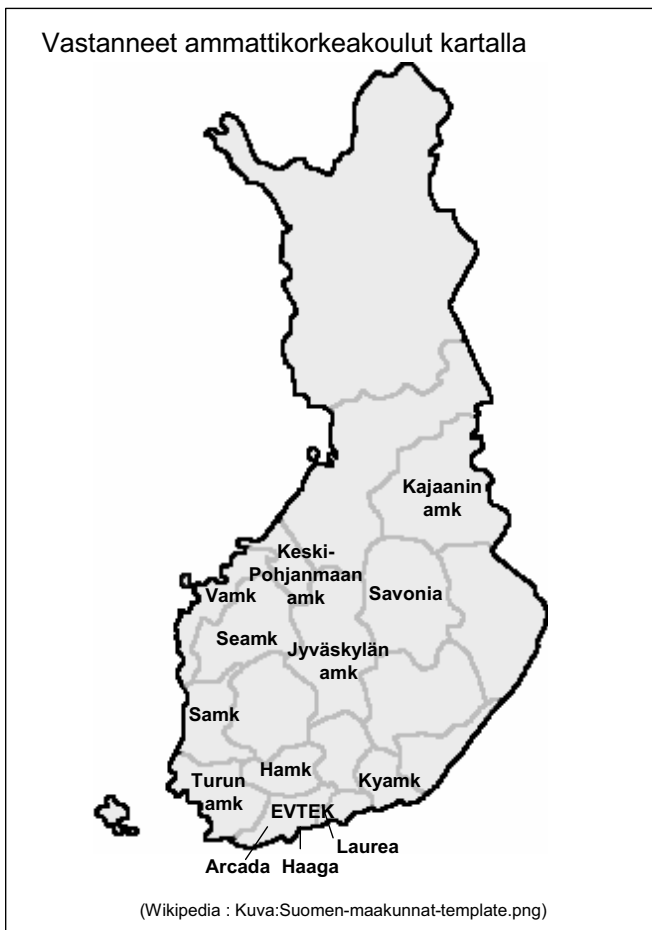 Vastanneet ammattikorkeakoulut kartalla
Kajaanin
amk
Keski-
Pohjanmaan
amk
Vamk
Savonia
Seamk
Jyväskylän
amk
Samk
Hamk
Turun
amk
Kyamk
EVTEK
Laurea
Arcada
Haaga
(Wikipedia : Kuva:Suomen-maakunnat-template.png)